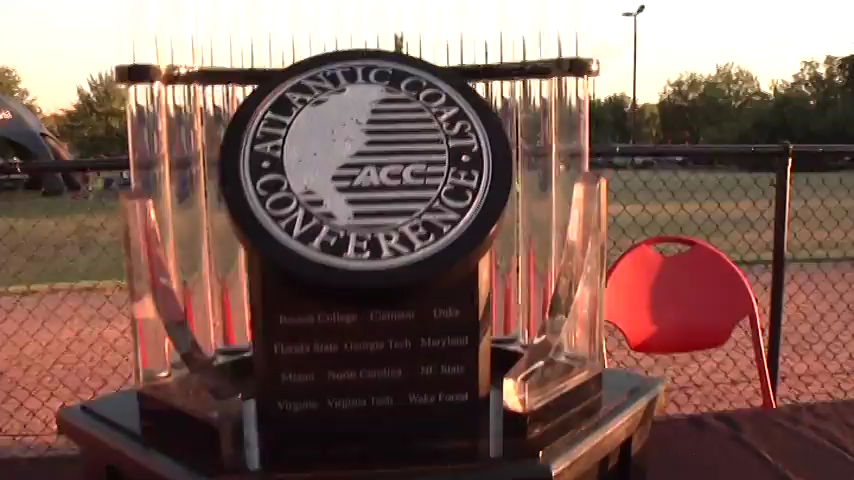 ATLANTIC COAST
ACC
CONFERENCE
Boston College Clemson Duke
Florida State Georgia Tech Maryland
Miami North Carolina NC State
Virginia Virginia Tech Wake Forest